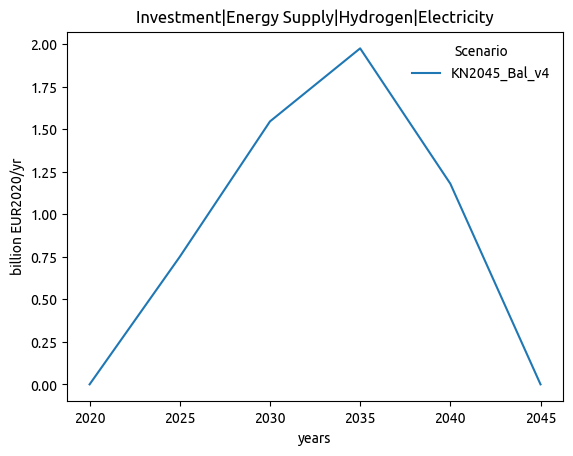 Investment|Energy Supply|Hydrogen|Electricity
2.00
Scenario
KN2045_Bal_v4
1.75
1.50
1.25
billion EUR2020/yr
1.00
0.75
0.50
0.25
0.00
2020 2025 2030 2035 2040 2045
years